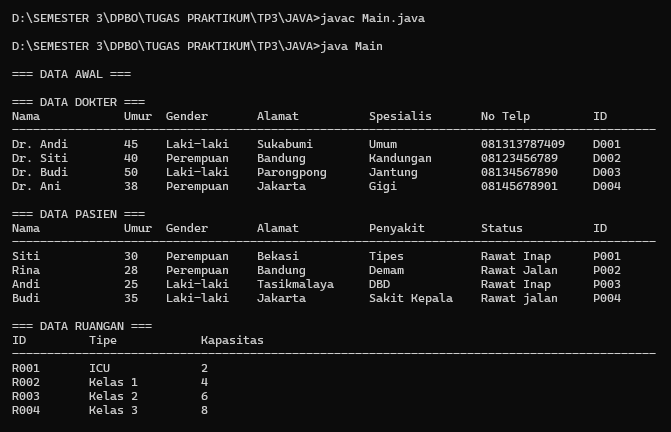 D:\SEMESTER 3\DPBO\TUGAS PRAKTIKUM\TP3\JAVA>javac Main.java
D:\SEMESTER 3\DPBO\TUGAS PRAKTIKUM\TP3\JAVA>java Main
=== DATA AWAL ===
=== DATA DOKTER ===
Nama Umur Gender Alamat Spesialis No Telp ID
Dr. Andi 45 Laki-laki Sukabumi Umum 081313787409 D001
Dr. Siti 40 Perempuan Bandung Kandungan 08123456789 D002
Dr. Budi 50 Laki-laki Parongpong Jantung 08134567890 D003
Dr. Ani 38 Perempuan Jakarta Gigi 08145678901 D004
=== DATA PASIEN ===
Nama Umur Gender Alamat Penyakit Status ID
Siti 30 Perempuan Bekasi Tipes Rawat Inap P001
Rina 28 Perempuan Bandung Demam Rawat Jalan P002
Andi 25 Laki-laki Tasikmalaya DBD Rawat Inap P003
Budi 35 Laki-laki Jakarta Sakit Kepala Rawat jalan P004
=== DATA RUANGAN ===
ID Tipe Kapasitas
R001 ICU 2
R002 Kelas 1 4
R003 Kelas 2 6
R004 Kelas 3 8